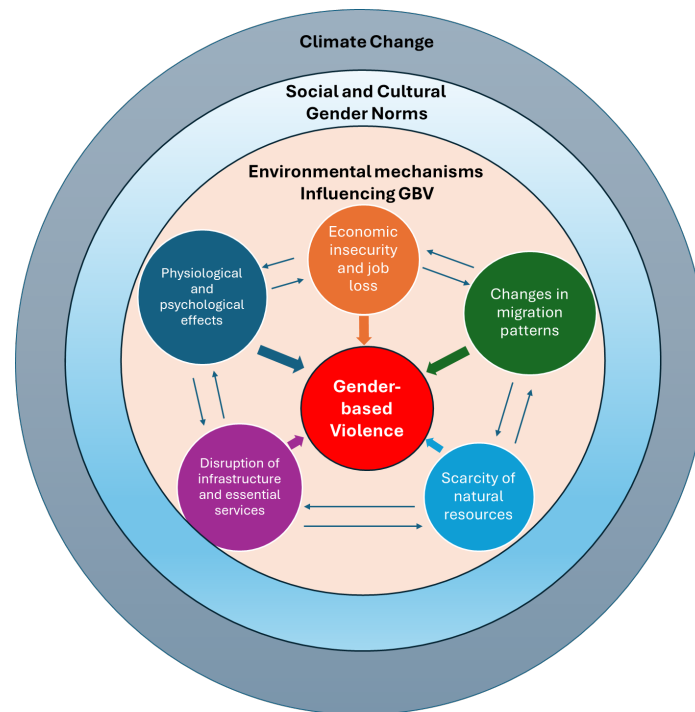 Climate Change
Social and Cultural
Gender Norms
Environmental mechanisms
Influencing GBV
Economic
insecurity and job
loss
Physiological and
psychological
effects
Changes in
migration
patterns
Gender-
based
Violence
Disruption of
infrastructure
and essential
services
Scarcity of
natural
resources